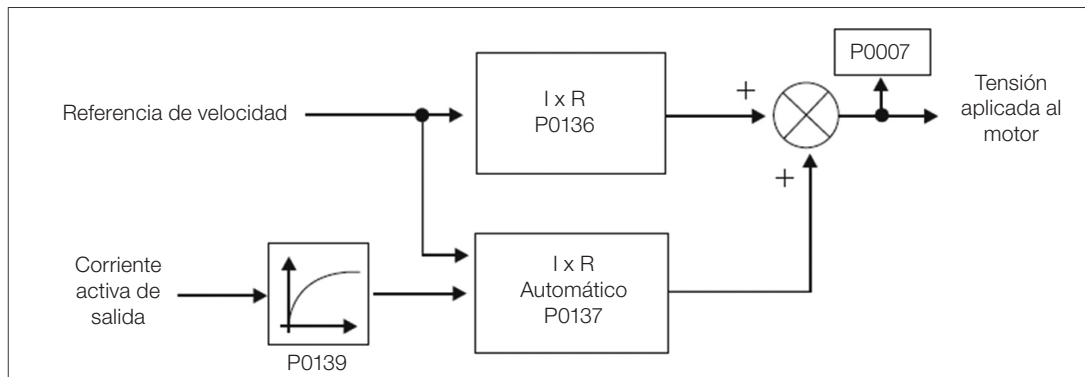 P0007
Referencia de velocidad
I x R
P0136
+
Tensión
aplicada al
motor
+
Corriente
activa de
salida
P0139
I x R
Automático
P0137